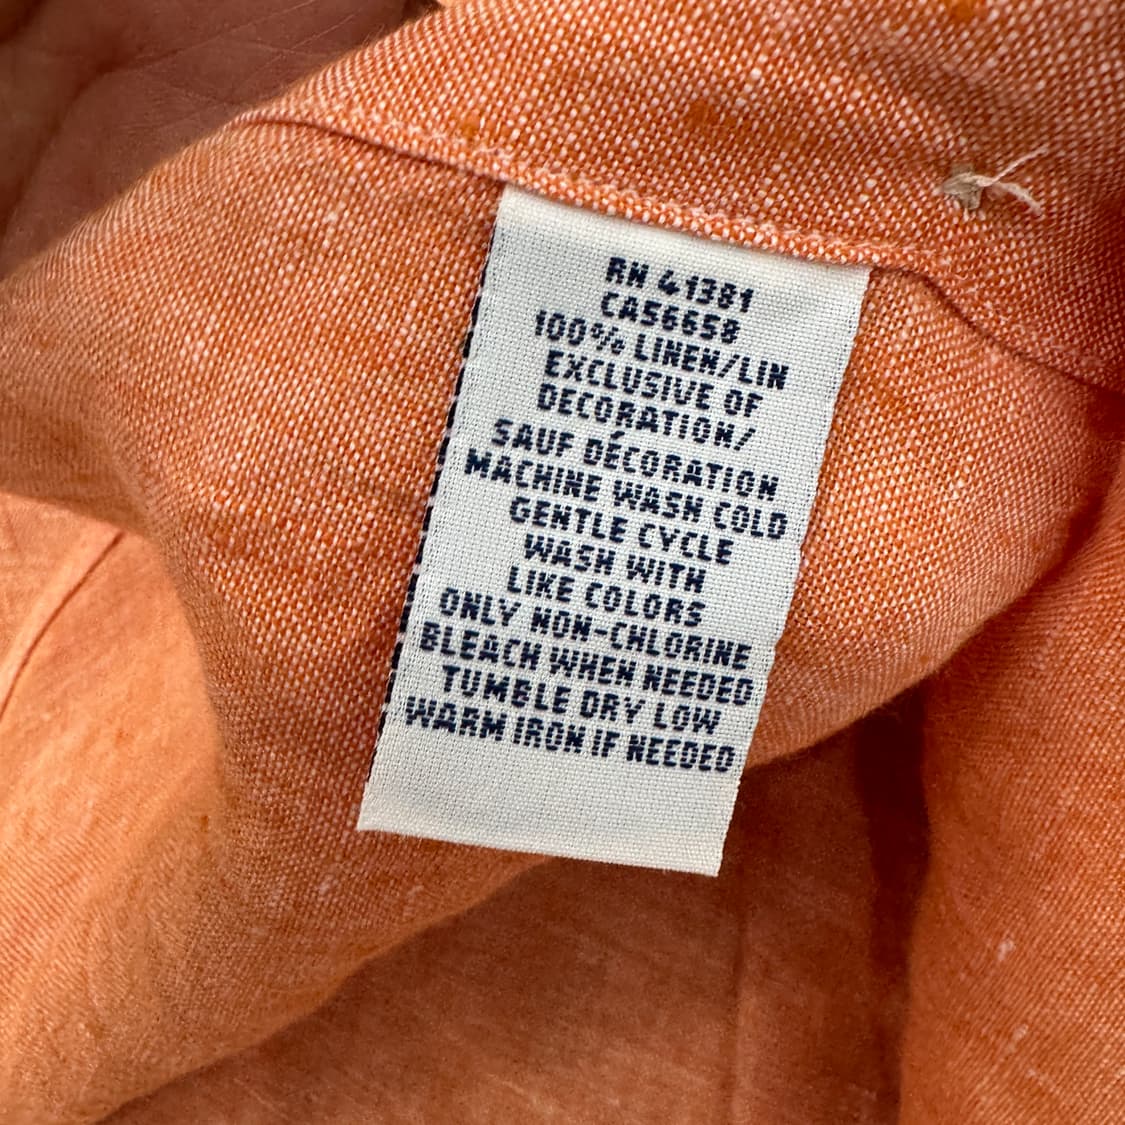 RN 41381
CA56658
100% LINEN/LIN
EXCLUSIVE OF
DECORATION/
SAUF DÉCORATION
MACHINE WASH COLD
GENTLE CYCLE
WASH WITH
LIKE COLORS
ONLY NON-CHLORINE
BLEACH WHEN NEEDED
TUMBLE DRY LOW
WARM IRON IF NEEDED